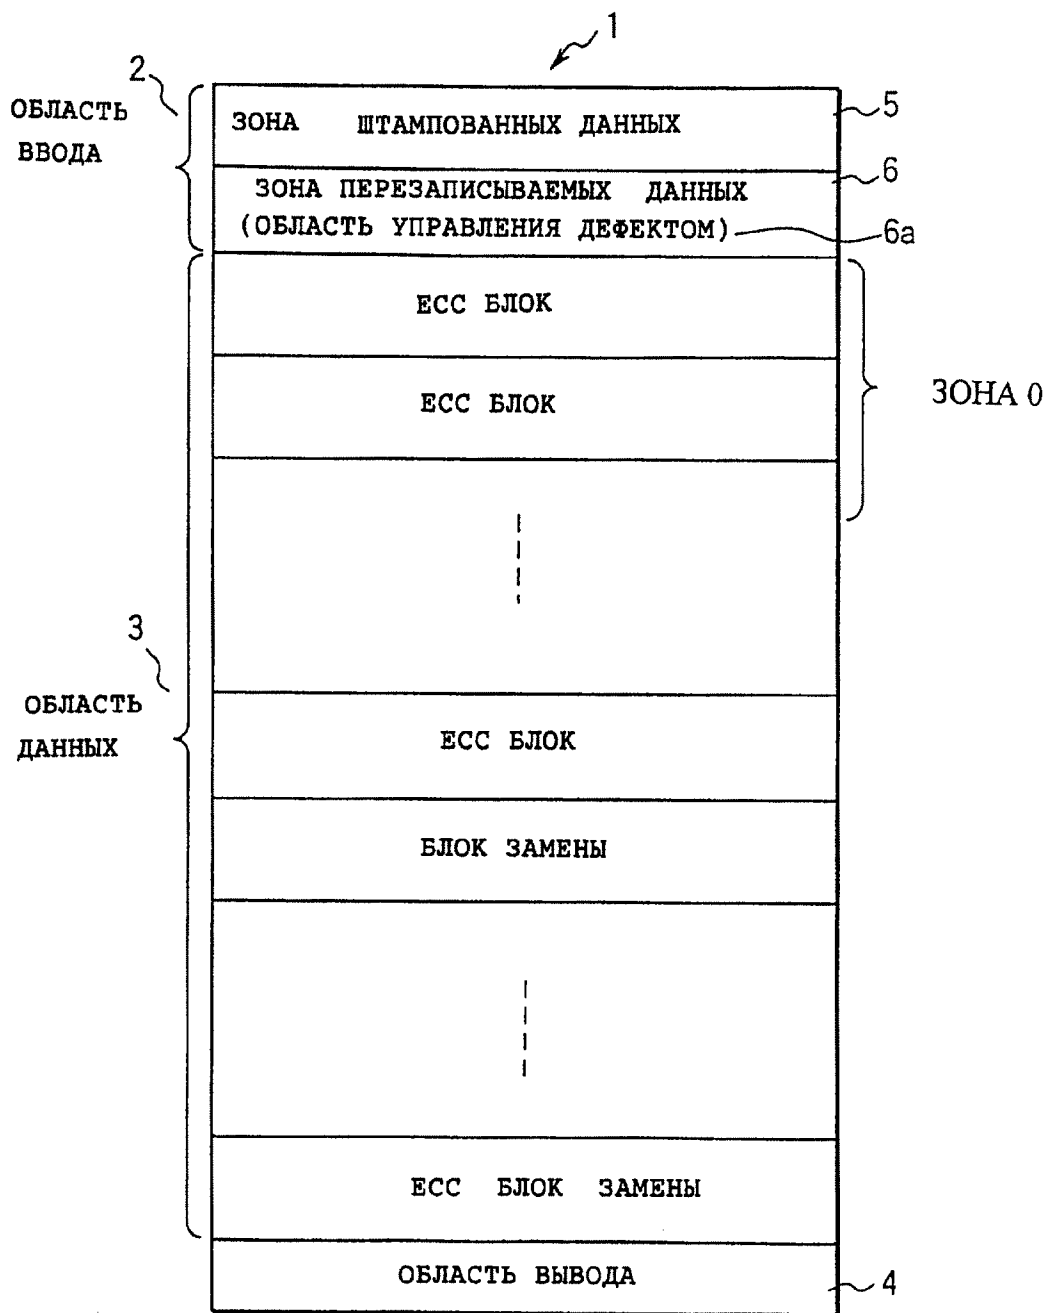 1
2
ОБЛАСТЬ
ВВОДА
ЗОНА ШТАМПОВАННЫХ ДАННЫХ
5
ЗОНА ПЕРЕЗАПИСЫВАЕМЫХ ДАННЫХ
6
(ОБЛАСТЬ УПРАВЛЕНИЯ ДЕФЕКТОМ)
6а
ЕСС БЛОК
ЕСС БЛОК
ЗОНА 0
3
ОБЛАСТЬ
ДАННЫХ
ЕСС БЛОК
БЛОК ЗАМЕНЫ
ЕСС БЛОК ЗАМЕНЫ
ОБЛАСТЬ ВЫВОДА
4